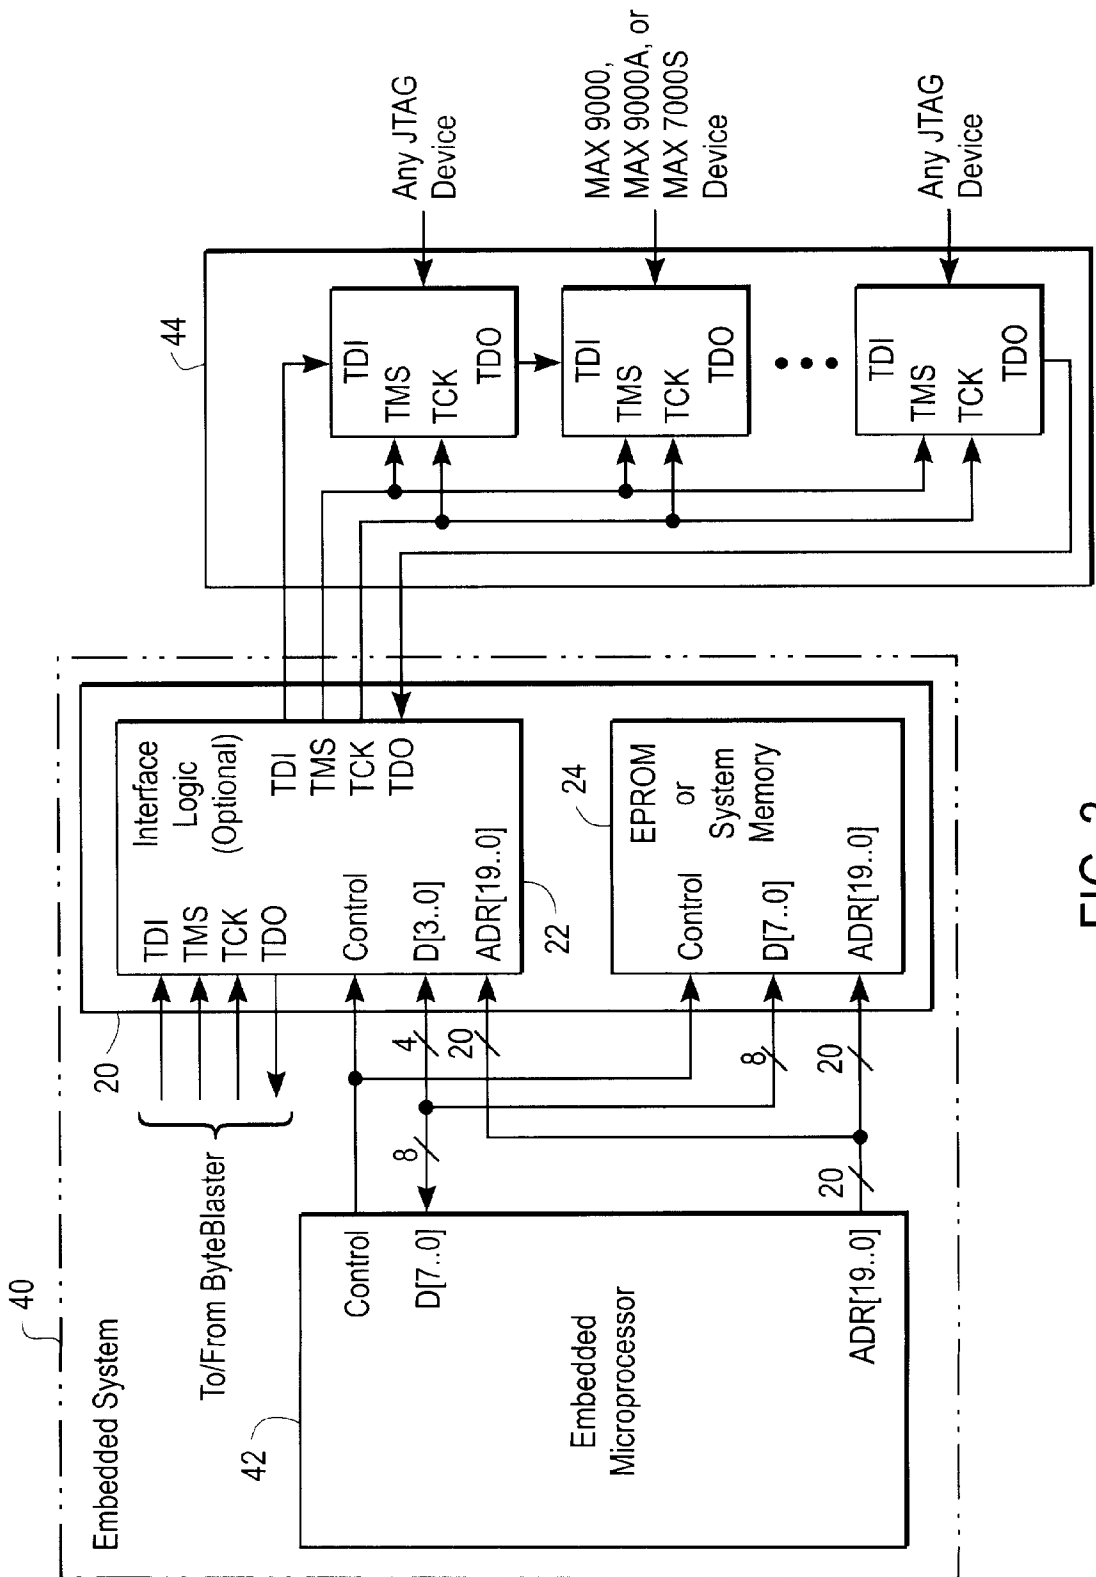 40
Embedded System
To/From ByteBlaster
20
TDI
TMS
TCK
TDO
Interface
Logic
(Optional)
TDI
TMS
TCK
TDO
Control
D[3..0]
ADR[19..0]
22
42
Embedded
Microprocessor
Control
D[7..0]
ADR[19..0]
8
4
20
8
20
20
24
EPROM
or
System
Memory
Control
D[7..0]
ADR[19..0]
44
TDI
TMS
TCK
TDO
Any JTAG
Device
TDI
TMS
TCK
TDO
MAX 9000,
MAX 9000A, or
MAX 7000S
Device
TDI
TMS
TCK
TDO
Any JTAG
Device